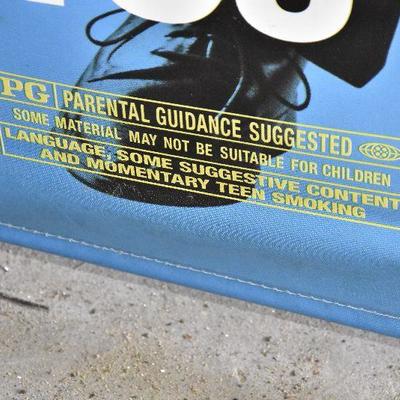 PG PARENTAL GUIDANCE SUGGESTED
SOME MATERIAL MAY NOT BE SUITABLE FOR CHILDREN
LANGUAGE, SOME SUGGESTIVE CONTENT
AND MOMENTARY TEEN SMOKING